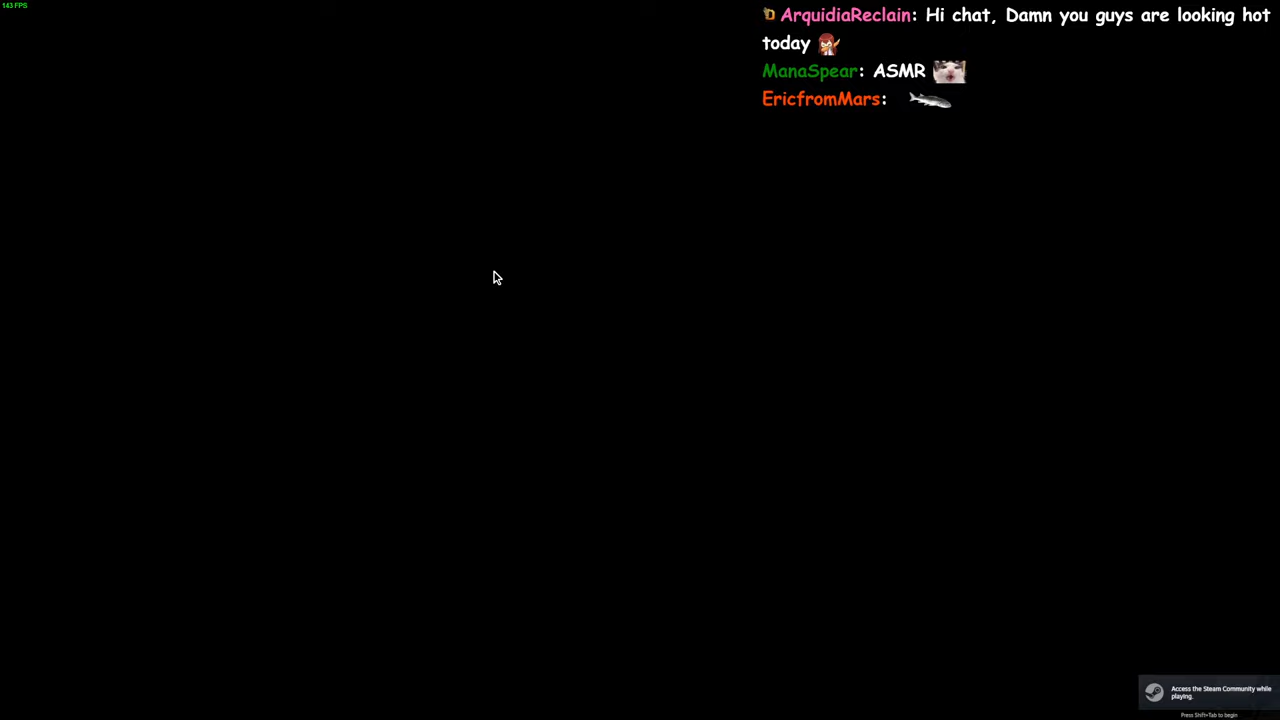 143 FPS
ArquidiaReclain: Hi chat, Damn you guys are looking hot
today
ManaSpear: ASMR
EricfromMars:
Access the Steam Community while
playing.
Press Shift+Tab to begin